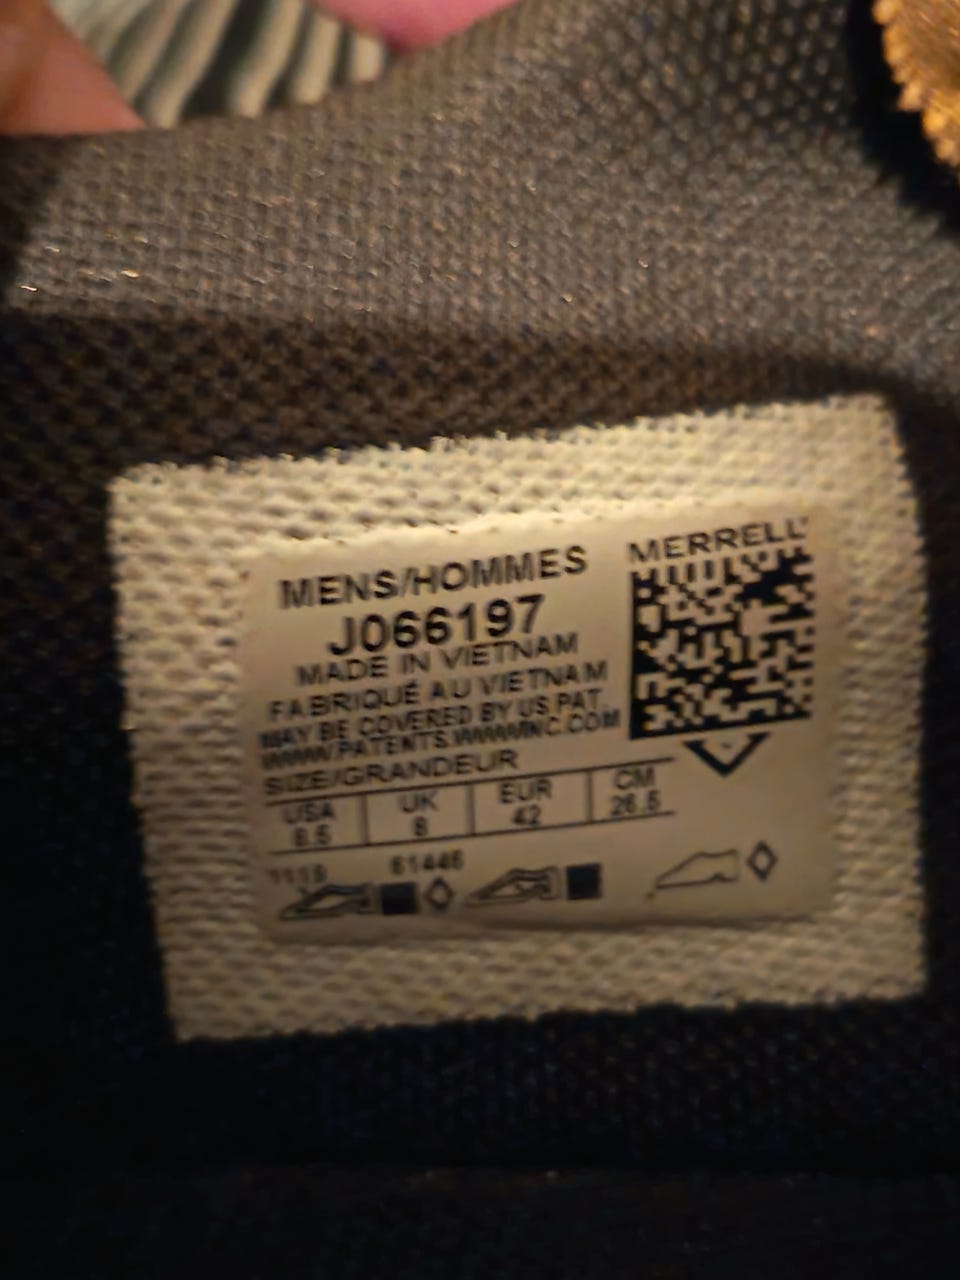 MENS/HOMMES
J066197
MADE IN VIETNAM
FABRIQUÉ AU VIETNAM
MAY BE COVERED BY US PAT.
WWW.PATENTS.WWWINC.COM
SIZE/GRANDEUR
USA UK EUR CM
8.5 8 42 26.5
61446
MERRELL